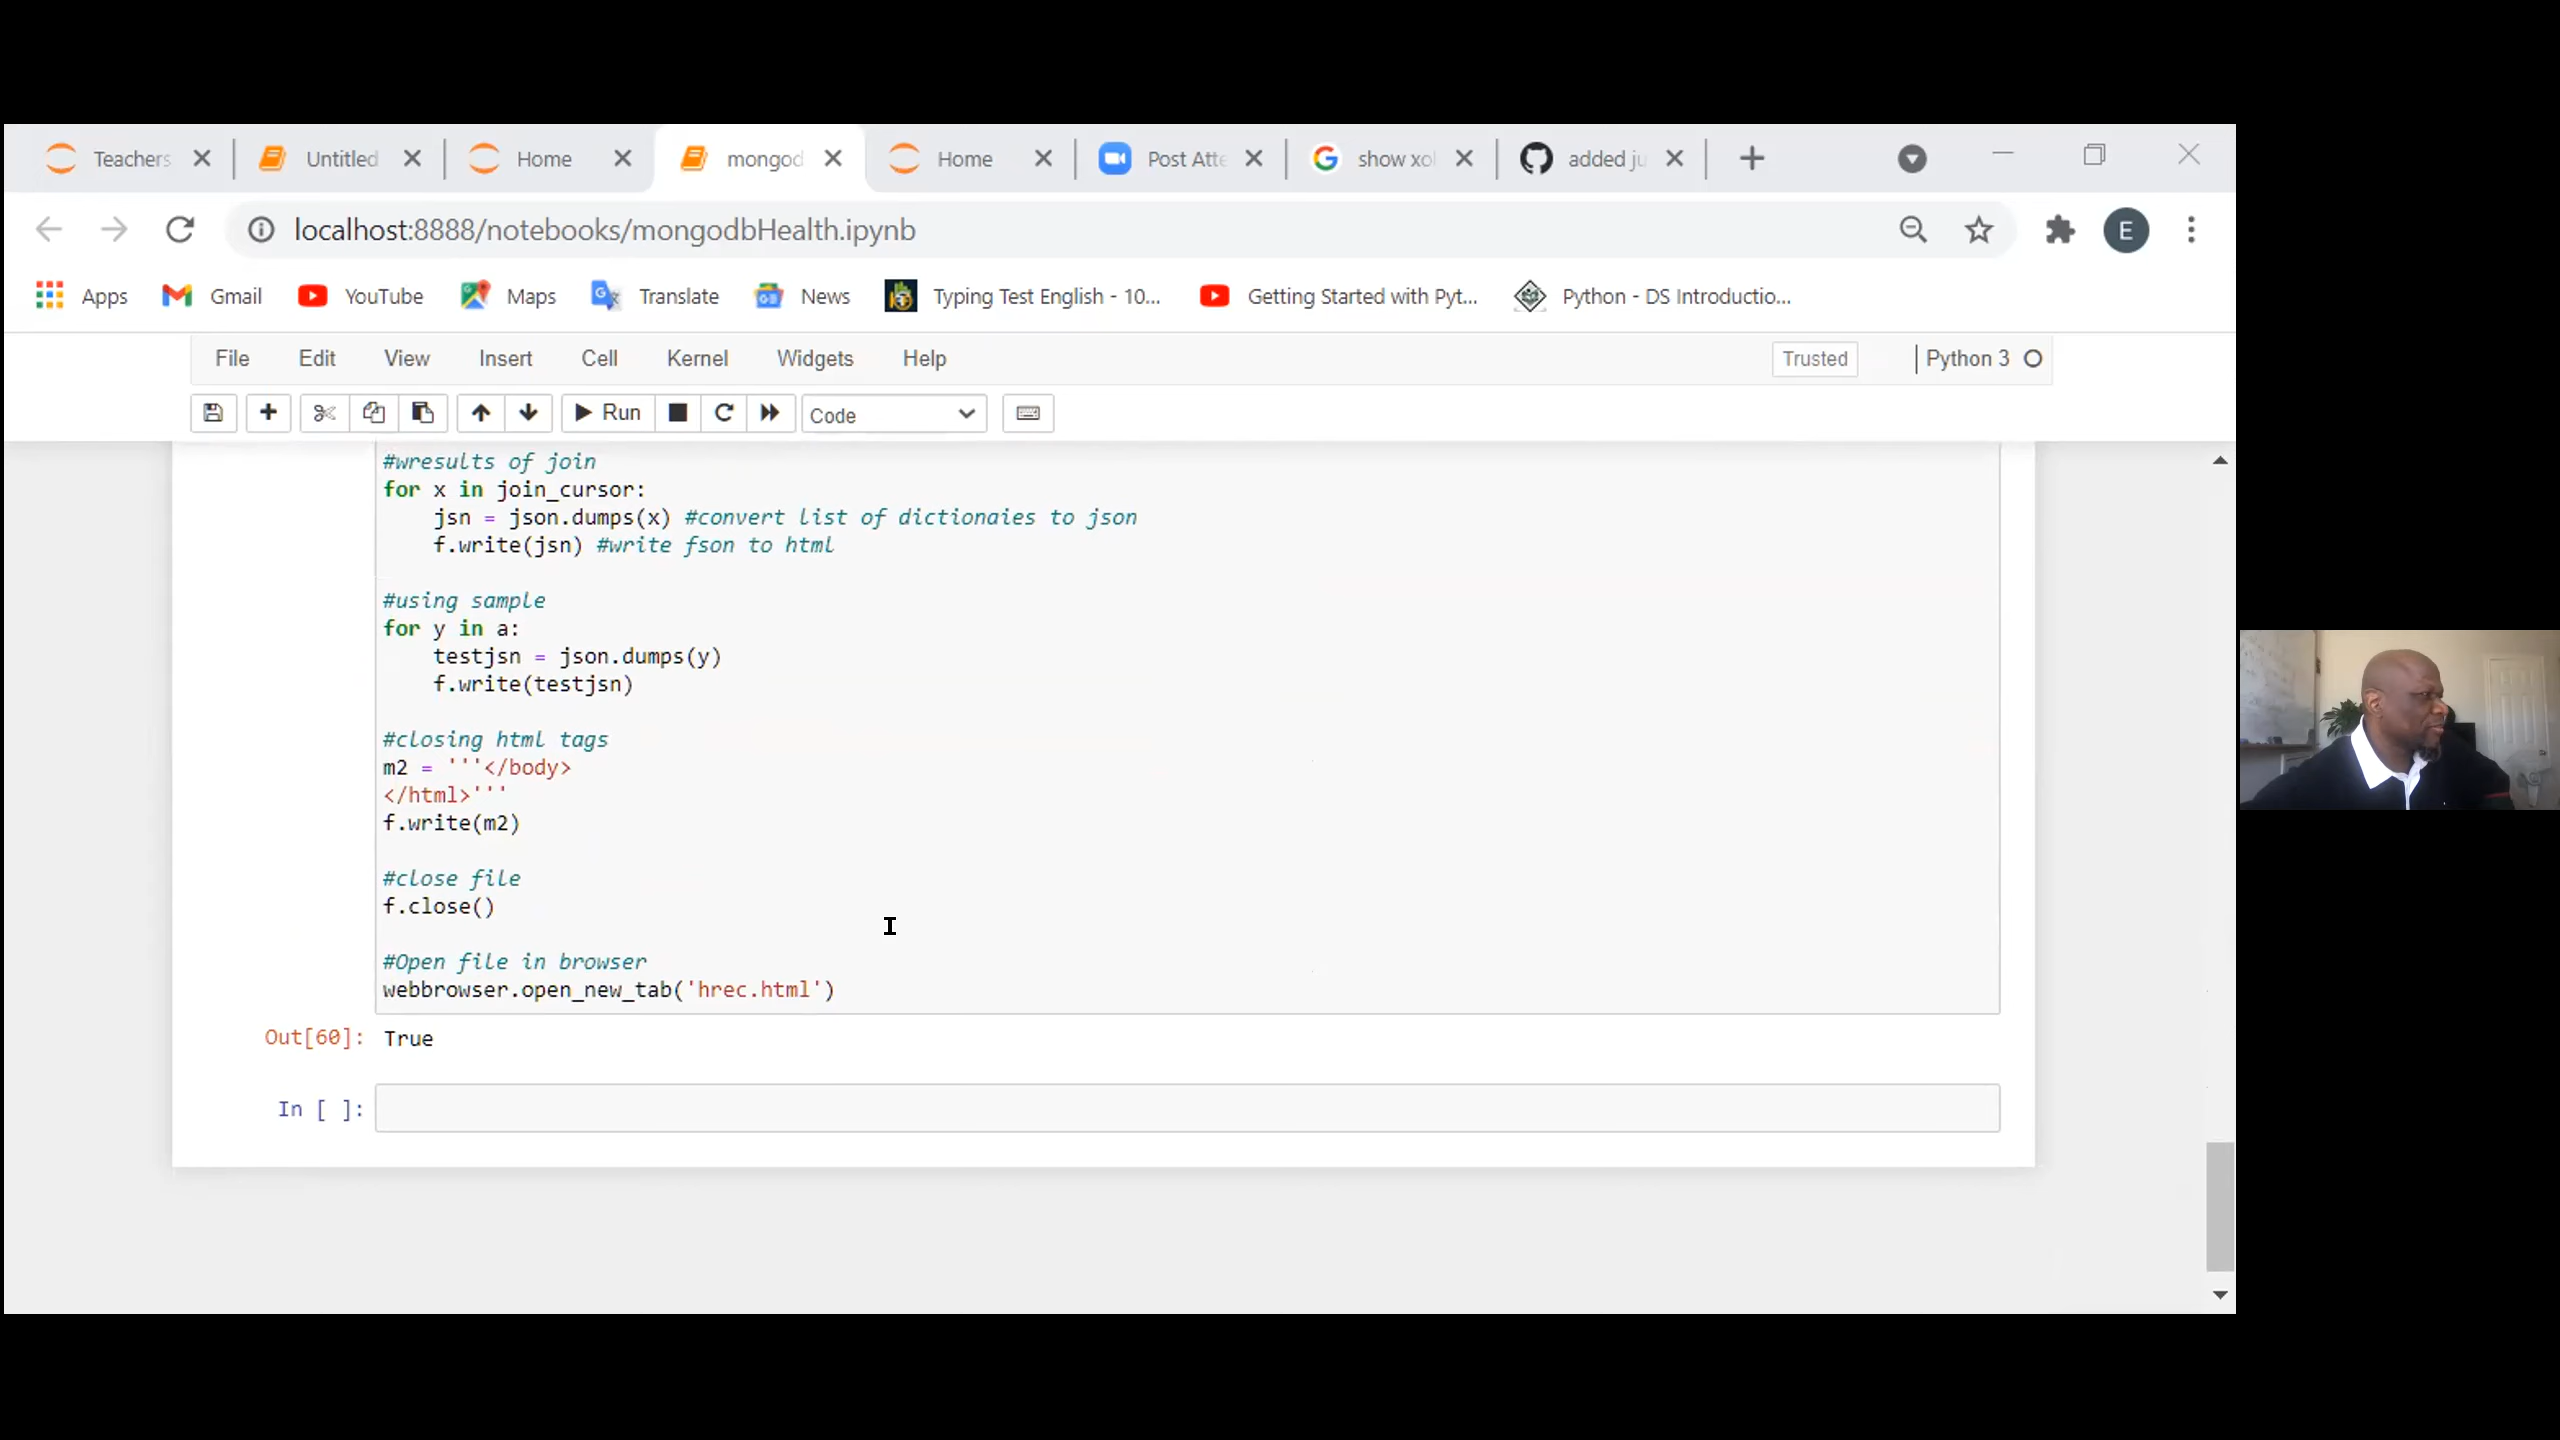 Teachers
Untitled
Home
mongod
Home
Post Atte
show xol
added ju
localhost:8888/notebooks/mongodbHealth.ipynb
E
Apps
Gmail
YouTube
Maps
Translate
News
Typing Test English - 10...
Getting Started with Pyt...
Python - DS Introductio...
File Edit View Insert Cell Kernel Widgets Help
Trusted
Python 3
Run
Code
#wresults of join
for x in join_cursor:
    jsn = json.dumps(x) #convert list of dictionaies to json
    f.write(jsn) #write fson to html
#using sample
for y in a:
    testjsn = json.dumps(y)
    f.write(testjsn)
#closing html tags
m2 = '''</body>
</html>'''
f.write(m2)
#close file
f.close()
#Open file in browser
webbrowser.open_new_tab('hrec.html')
Out[60]: True
In [ ]: